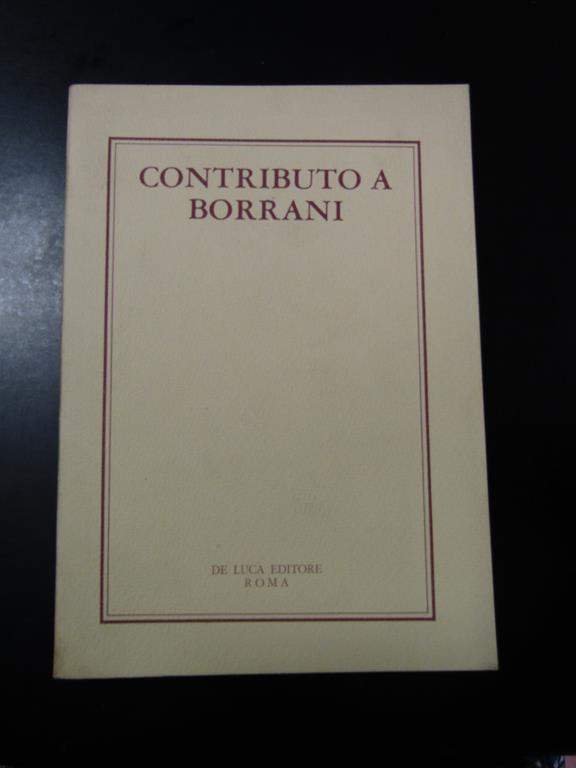 CONTRIBUTO A
BORRANI
DE LUCA EDITORE
ROMA